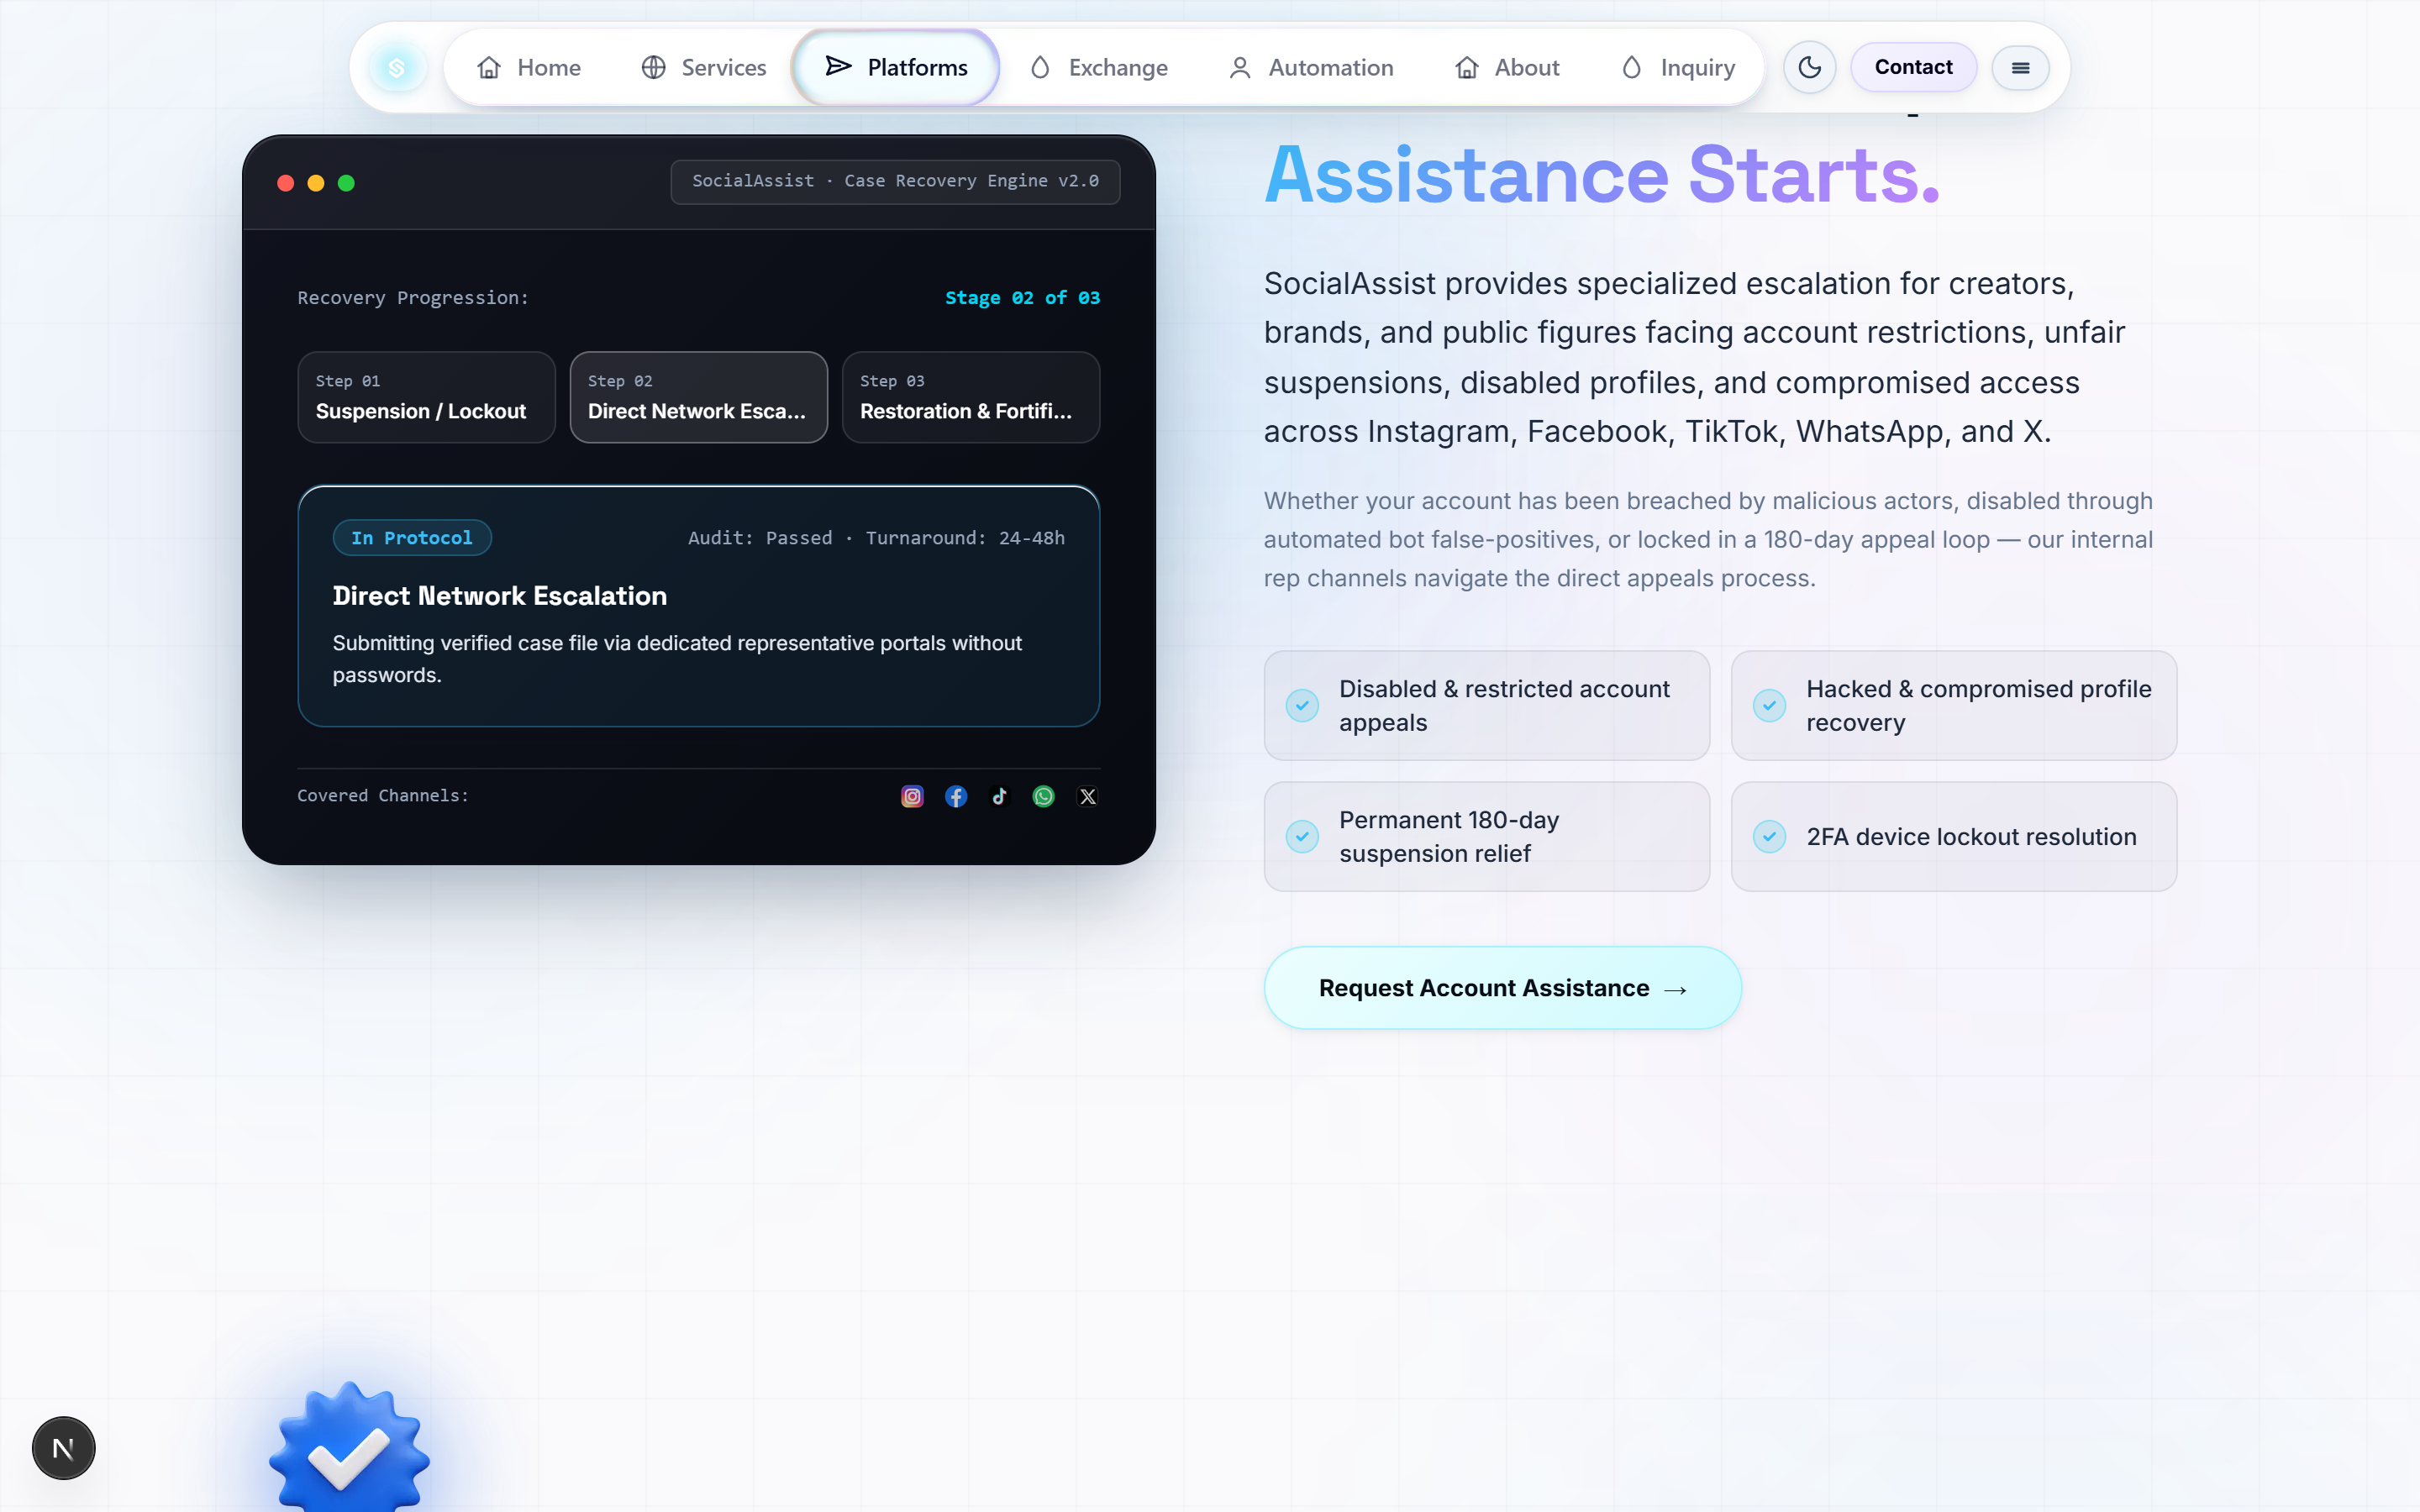 Home
Services
Platforms
Exchange
Automation
About
Inquiry
Contact
SocialAssist · Case Recovery Engine v2.0
Recovery Progression:
Stage 02 of 03
Step 01
Suspension / Lockout
Step 02
Direct Network Esca...
Step 03
Restoration & Fortifi...
In Protocol
Audit: Passed · Turnaround: 24-48h
Direct Network Escalation
Submitting verified case file via dedicated representative portals without
passwords.
Covered Channels:
Assistance Starts.
SocialAssist provides specialized escalation for creators,
brands, and public figures facing account restrictions, unfair
suspensions, disabled profiles, and compromised access
across Instagram, Facebook, TikTok, WhatsApp, and X.
Whether your account has been breached by malicious actors, disabled through
automated bot false-positives, or locked in a 180-day appeal loop — our internal
rep channels navigate the direct appeals process.
Disabled & restricted account
appeals
Hacked & compromised profile
recovery
Permanent 180-day
suspension relief
2FA device lockout resolution
Request Account Assistance →
N